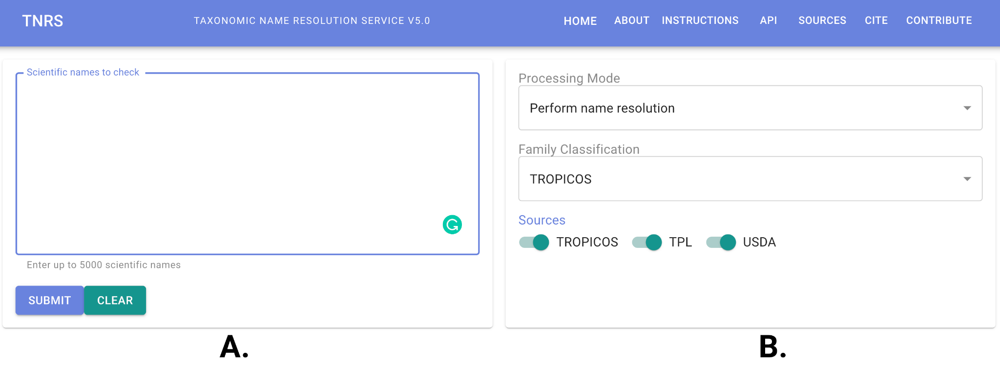 TNRS
TAXONOMIC NAME RESOLUTION SERVICE V5.0
HOME ABOUT INSTRUCTIONS API SOURCES CITE CONTRIBUTE
Scientific names to check
Enter up to 5000 scientific names
SUBMIT CLEAR
Processing Mode
Perform name resolution
Family Classification
TROPICOS
Sources
TROPICOS TPL USDA
A.
B.